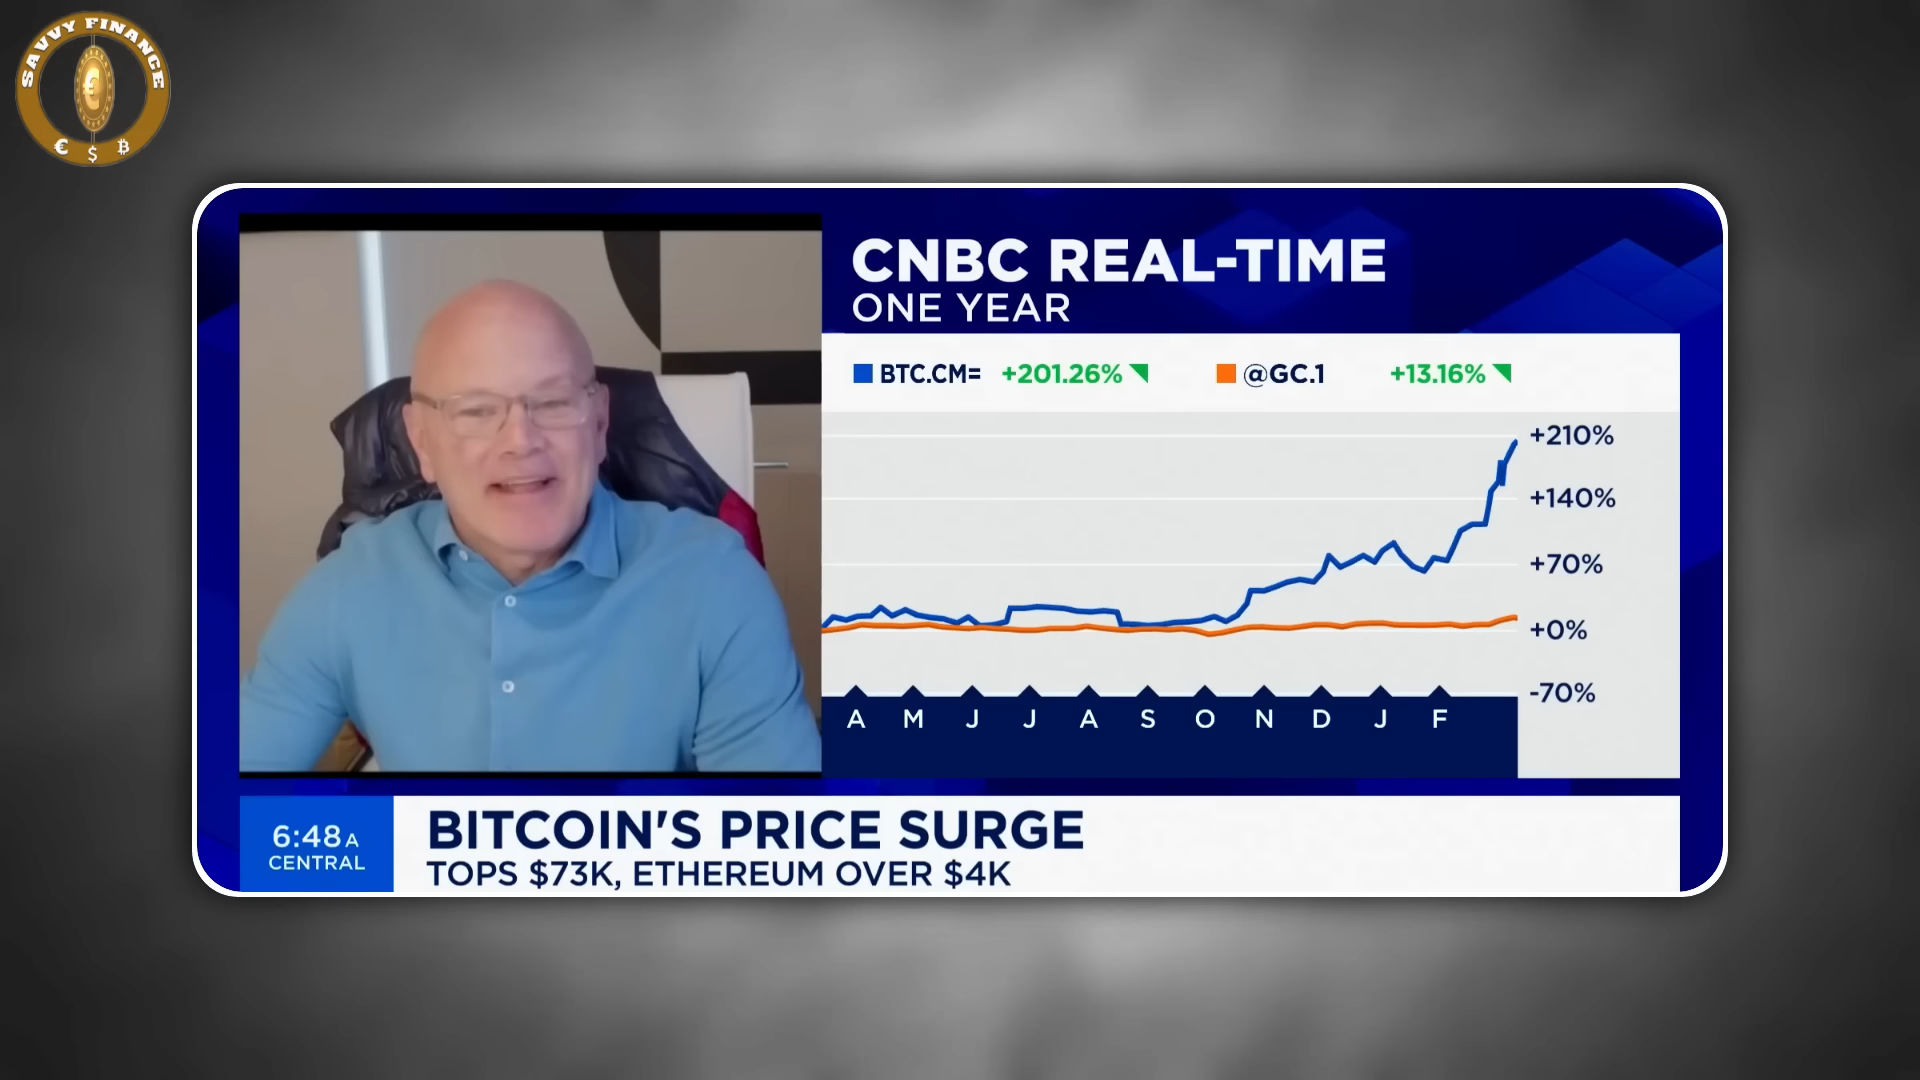 SAVVY FINANCE
€ $ ₿
CNBC REAL-TIME
ONE YEAR
BTC.CM= +201.26% @GC.1 +13.16%
+210%
+140%
+70%
+0%
-70%
A M J J A S O N D J F
6:48A
CENTRAL
BITCOIN'S PRICE SURGE
TOPS $73K, ETHEREUM OVER $4K